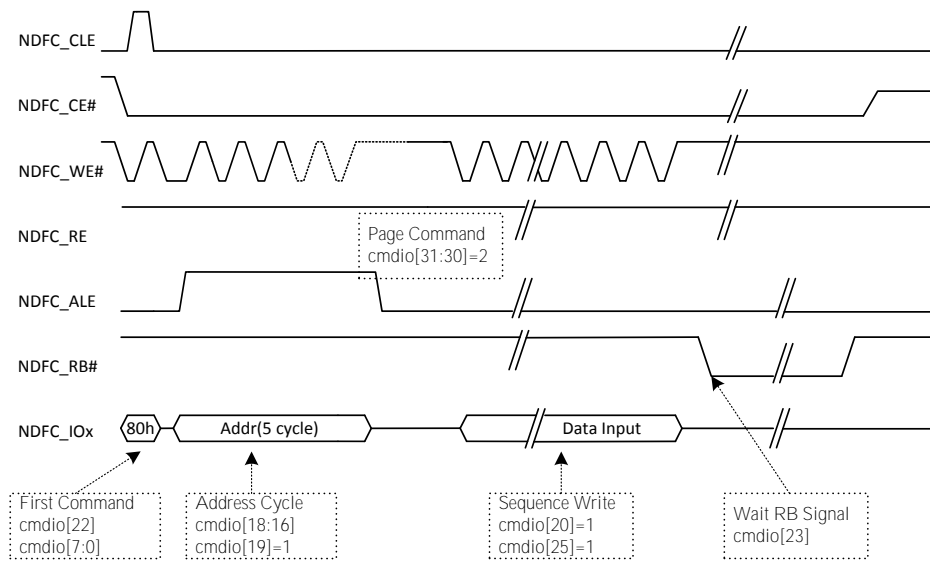 NDFC_CLE
NDFC_CE#
NDFC_WE#
NDFC_RE
Page Command
cmdio[31:30]=2
NDFC_ALE
NDFC_RB#
NDFC_IOx
80h
Addr(5 cycle)
Data Input
First Command
cmdio[22]
cmdio[7:0]
Address Cycle
cmdio[18:16]
cmdio[19]=1
Sequence Write
cmdio[20]=1
cmdio[25]=1
Wait RB Signal
cmdio[23]